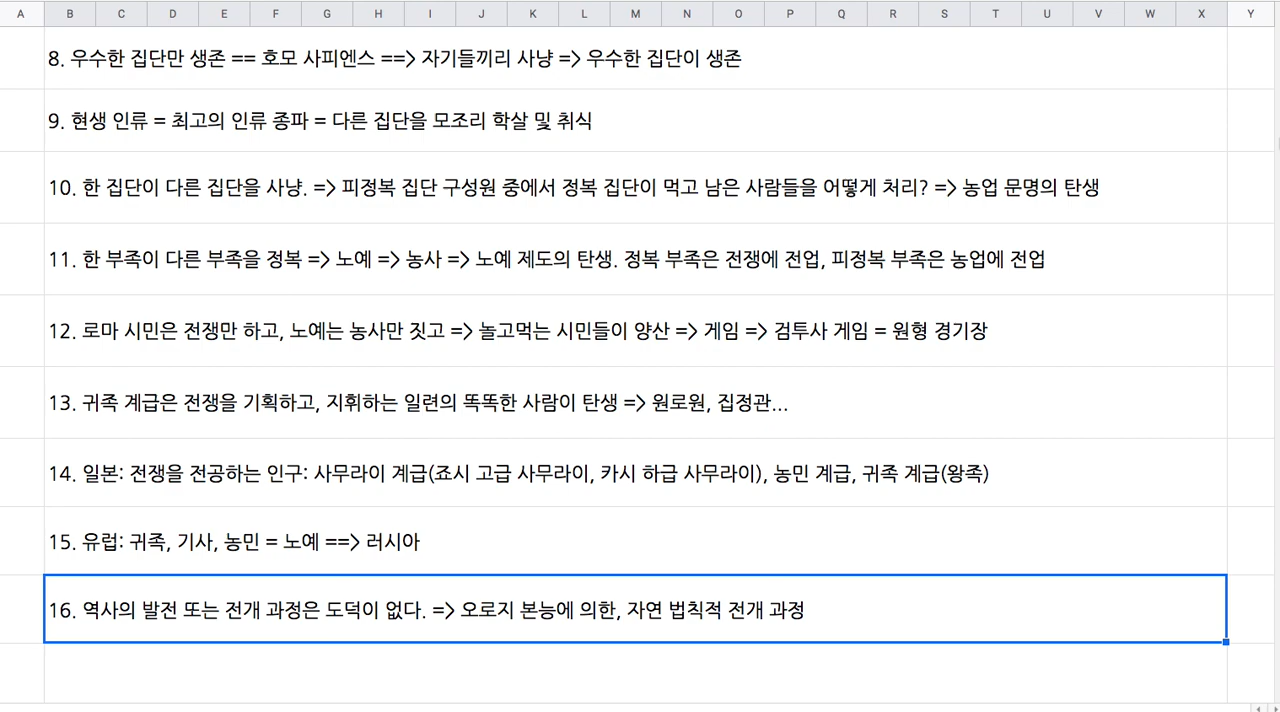 A B C D E F G H I J K L M N O P Q R S T U V W X Y
8. 우수한 집단만 생존 == 호모 사피엔스 ==> 자기들끼리 사냥 => 우수한 집단이 생존
9. 현생 인류 = 최고의 인류 종파 = 다른 집단을 모조리 학살 및 취식
10. 한 집단이 다른 집단을 사냥. => 피정복 집단 구성원 중에서 정복 집단이 먹고 남은 사람들을 어떻게 처리? => 농업 문명의 탄생
11. 한 부족이 다른 부족을 정복 => 노예 => 농사 => 노예 제도의 탄생. 정복 부족은 전쟁에 전업, 피정복 부족은 농업에 전업
12. 로마 시민은 전쟁만 하고, 노예는 농사만 짓고 => 놀고먹는 시민들이 양산 => 게임 => 검투사 게임 = 원형 경기장
13. 귀족 계급은 전쟁을 기획하고, 지휘하는 일련의 똑똑한 사람이 탄생 => 원로원, 집정관...
14. 일본: 전쟁을 전공하는 인구: 사무라이 계급(죠시 고급 사무라이, 카시 하급 사무라이), 농민 계급, 귀족 계급(왕족)
15. 유럽: 귀족, 기사, 농민 = 노예 ==> 러시아
16. 역사의 발전 또는 전개 과정은 도덕이 없다. => 오로지 본능에 의한, 자연 법칙적 전개 과정